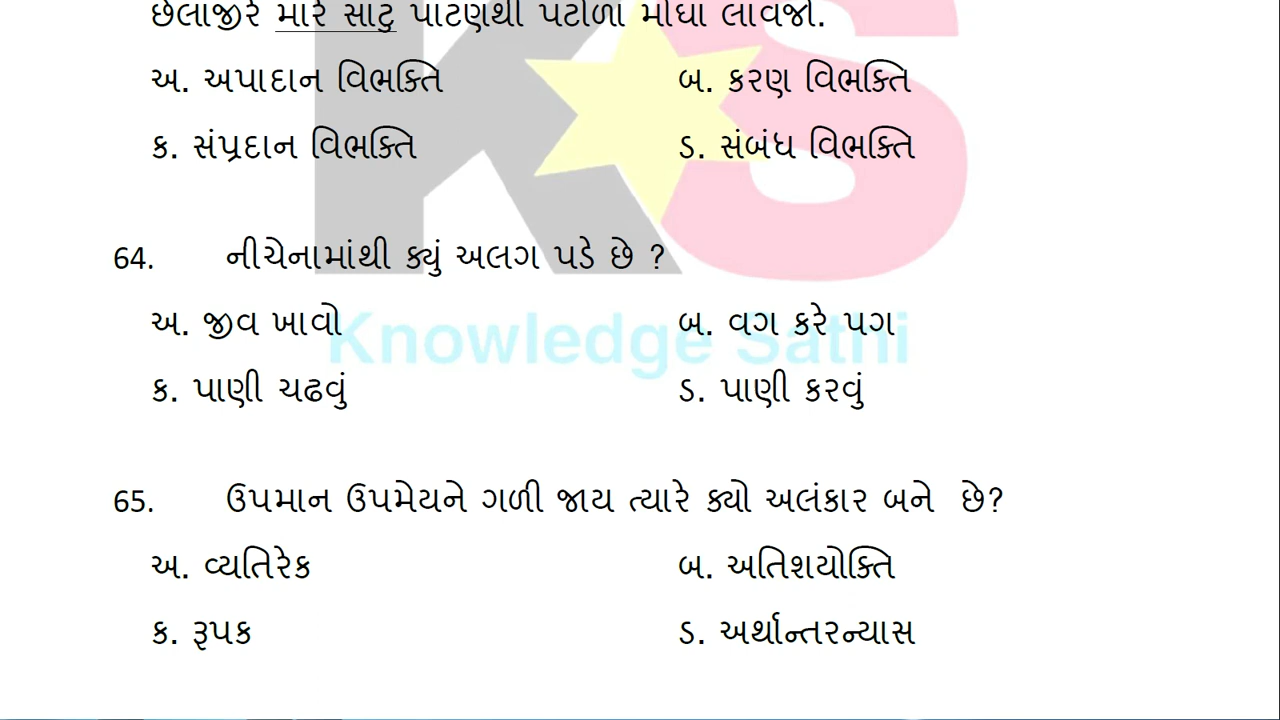 છેલાજીરે મારે સાટુ પાટણથી પટોળા મોંઘા લાવજો.
અ. અપાદાન વિભક્તિ બ. કરણ વિભક્તિ
ક. સંપ્રદાન વિભક્તિ ડ. સંબંધ વિભક્તિ
64. નીચેનામાંથી ક્યું અલગ પડે છે ?
અ. જીવ ખાવો બ. વગ કરે પગ
Knowledge Sathi
ક. પાણી ચઢવું ડ. પાણી કરવું
65. ઉપમાન ઉપમેયને ગળી જાય ત્યારે ક્યો અલંકાર બને છે?
અ. વ્યતિરેક બ. અતિશયોક્તિ
ક. રૂપક ડ. અર્થાન્તરન્યાસ